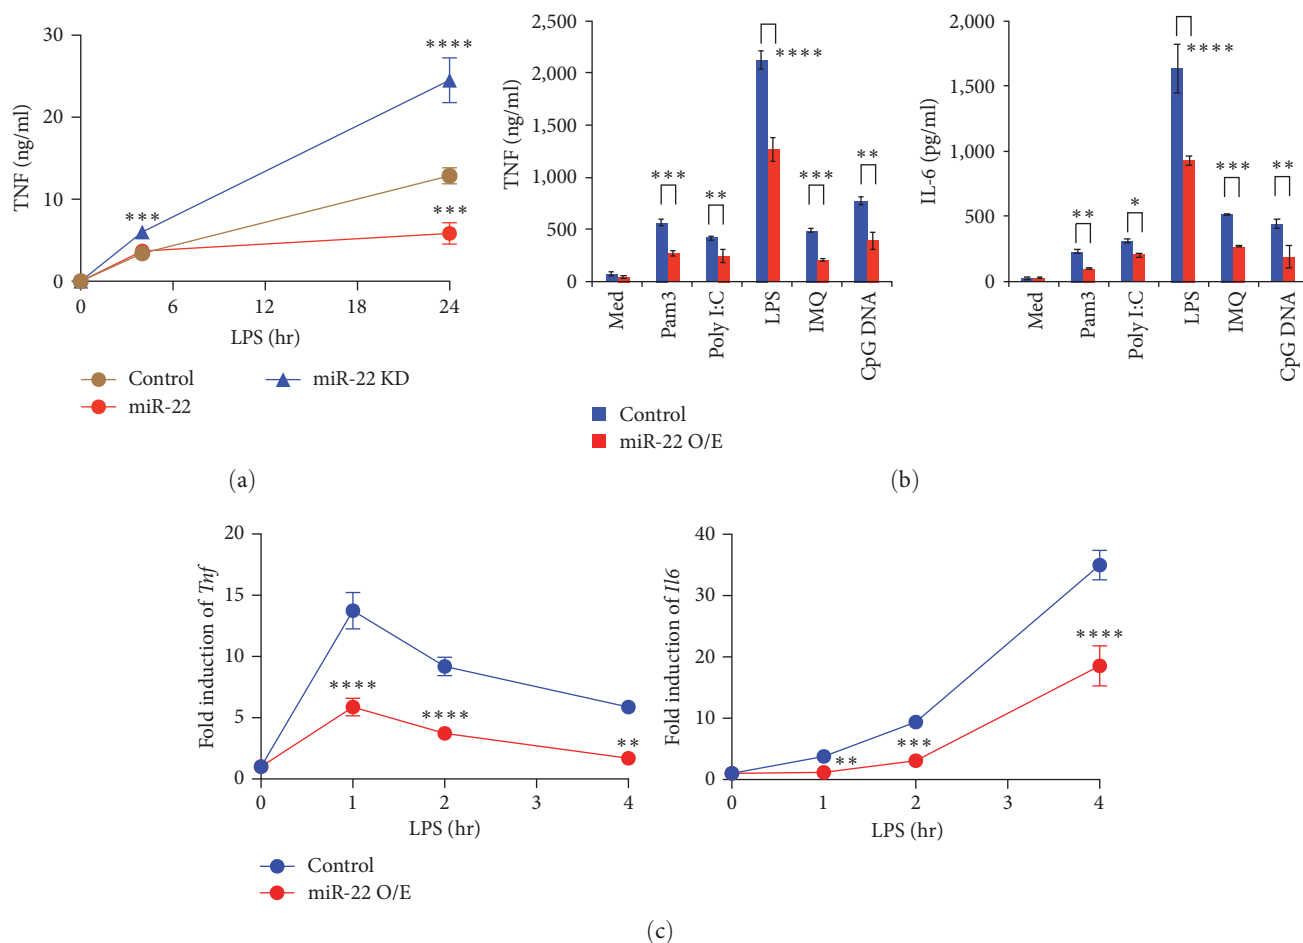 30
20
10
0
TNF (ng/ml)
****
***
***
0
6
12
18
24
LPS (hr)
Control
miR-22 KD
miR-22
(a)
2,500
2,000
1,500
1,000
500
0
TNF (ng/ml)
***
**
****
***
**
Med
Pam3
Poly I:C
LPS
IMQ
CpG DNA
2,000
1,500
1,000
500
0
IL-6 (pg/ml)
**
*
****
***
**
Med
Pam3
Poly I:C
LPS
IMQ
CpG DNA
Control
miR-22 O/E
(b)
20
15
10
5
0
Fold induction of Tnf
****
****
**
0
1
2
3
4
LPS (hr)
40
30
20
10
0
Fold induction of Il6
**
***
****
0
1
2
3
4
LPS (hr)
Control
miR-22 O/E
(c)